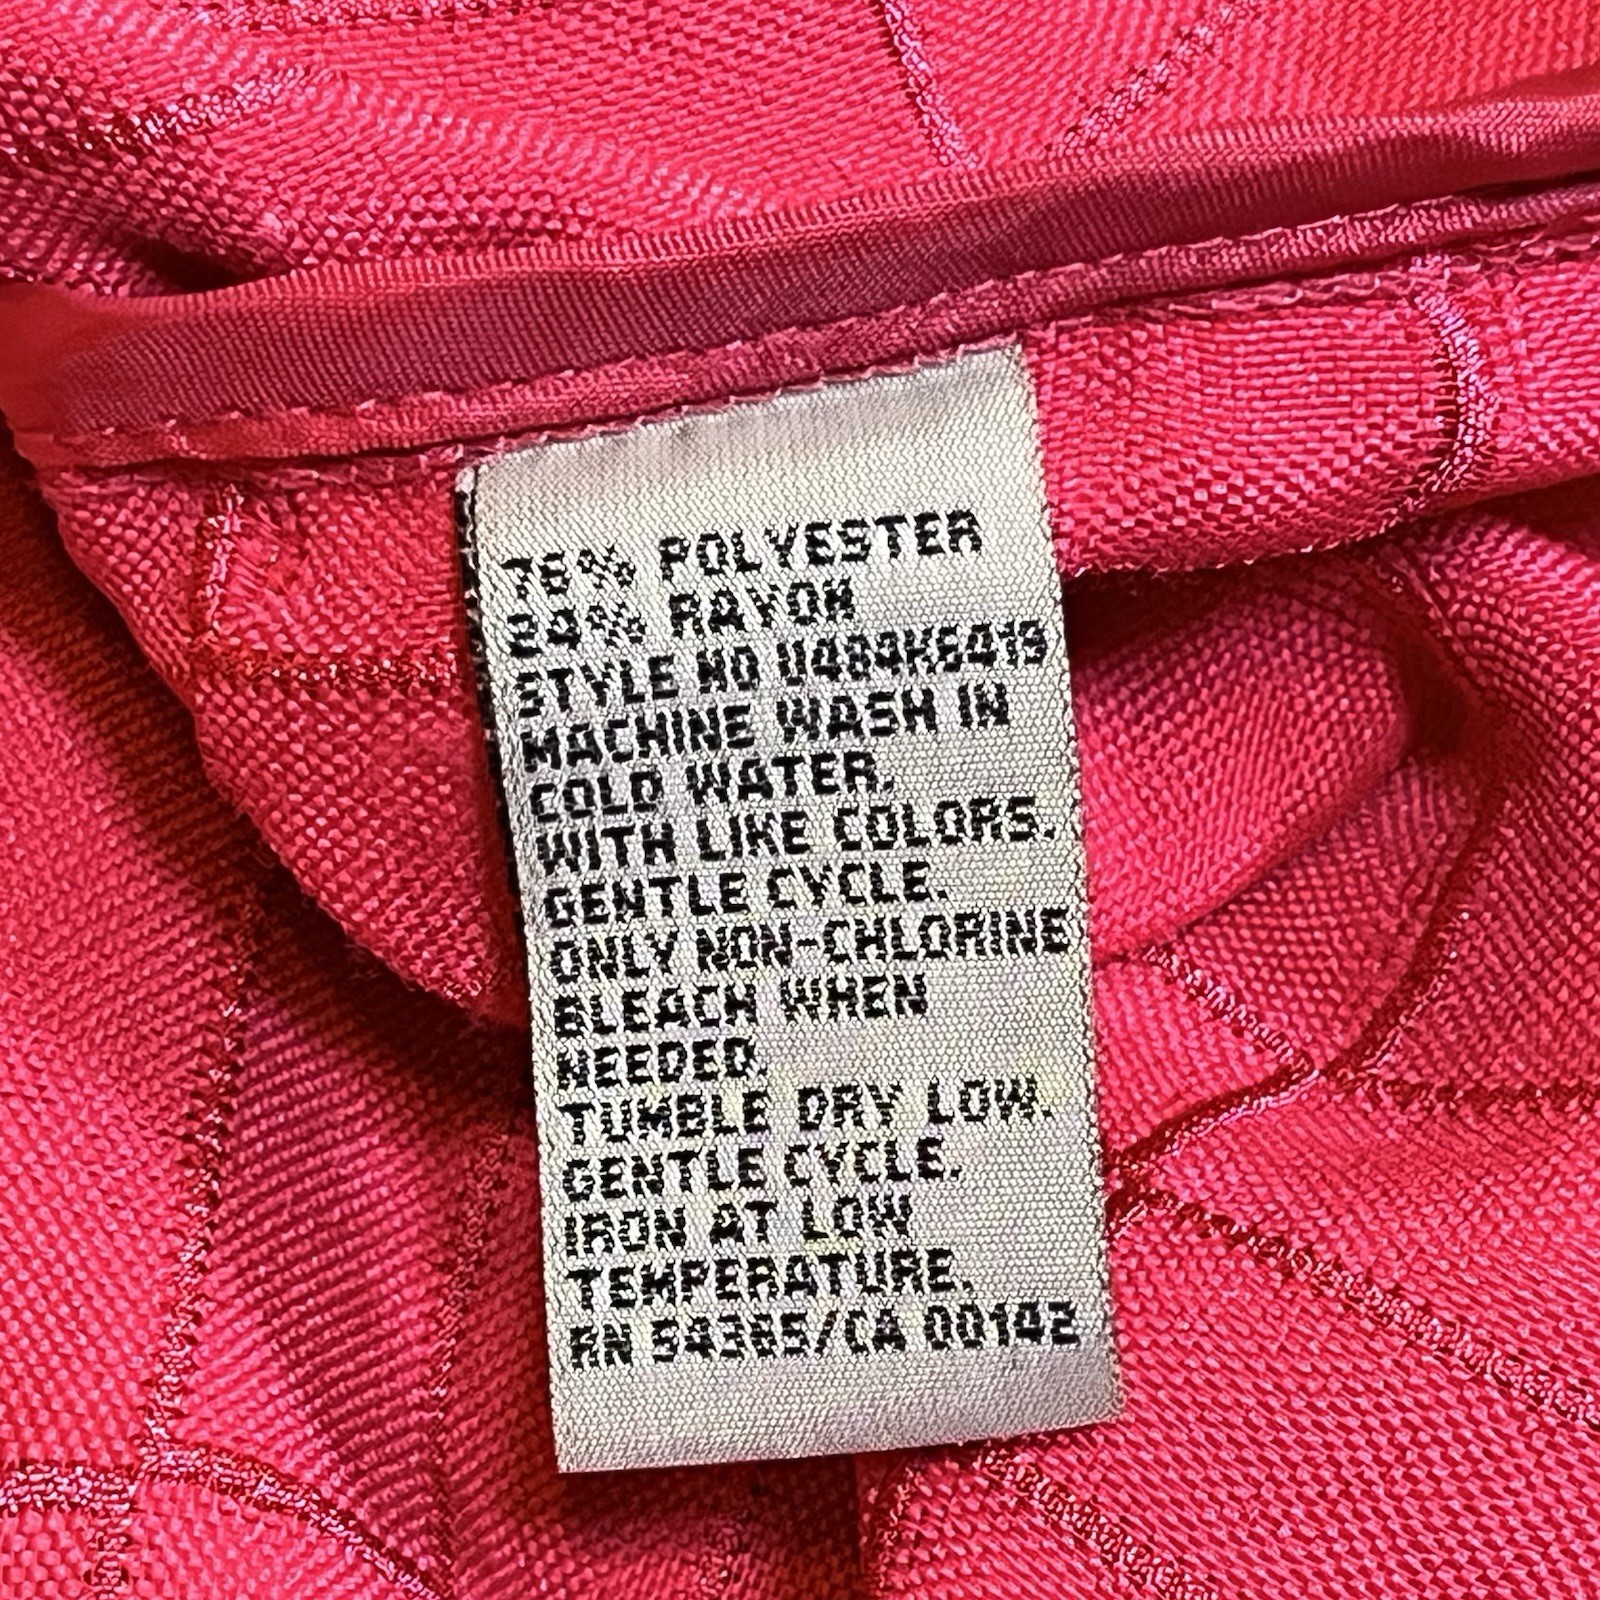 76% POLYESTER
24% RAYON
STYLE NO U484K6419
MACHINE WASH IN
COLD WATER.
WITH LIKE COLORS.
GENTLE CYCLE.
ONLY NON-CHLORINE
BLEACH WHEN
NEEDED.
TUMBLE DRY LOW.
GENTLE CYCLE.
IRON AT LOW
TEMPERATURE.
RN 54385/CA 00142